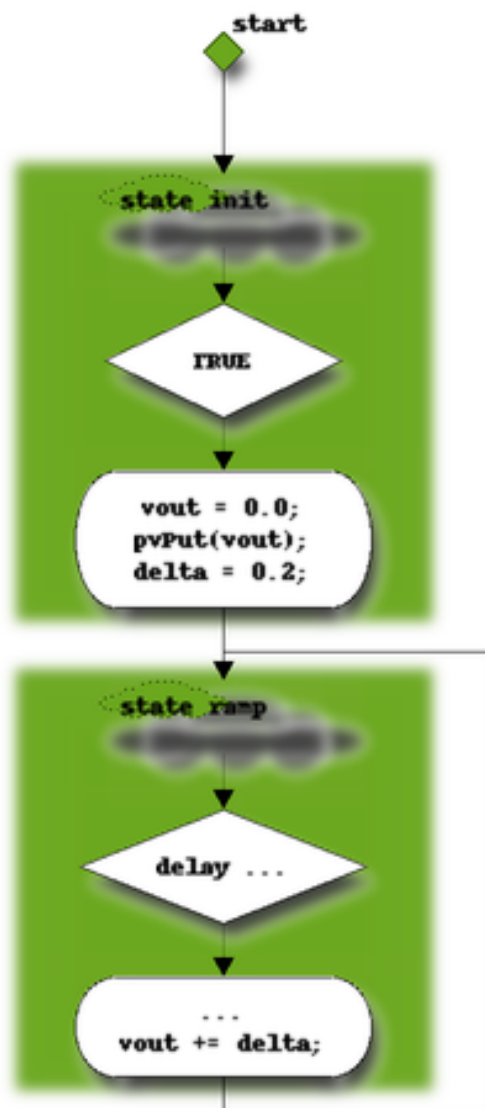 start
state init
TRUE
vout = 0.0;
pvPut(vout);
delta = 0.2;
state ramp
delay ...
...
vout += delta;